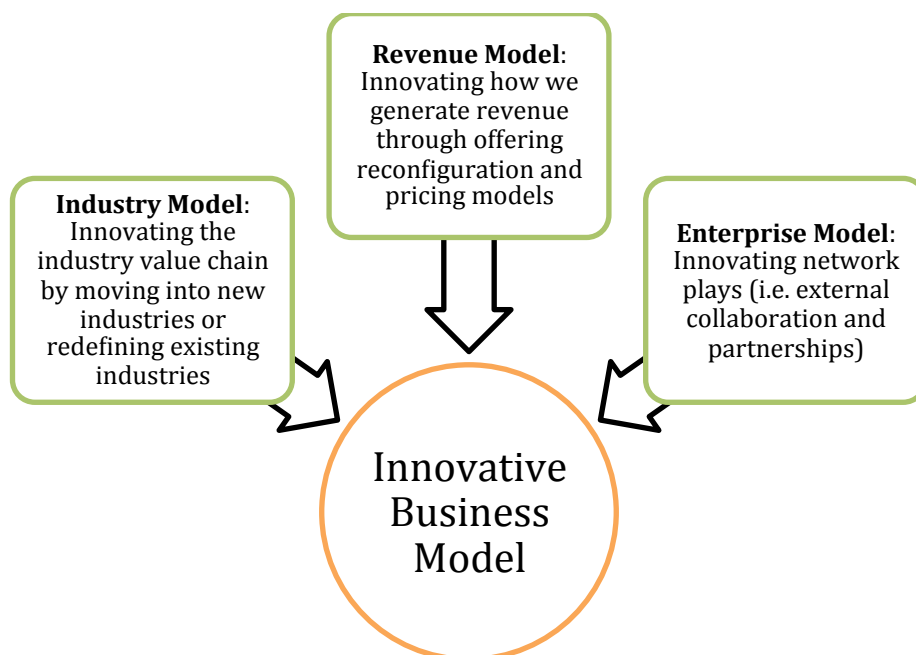 Revenue Model:
Innovating how we
generate revenue
through offering
reconfiguration and
pricing models
Industry Model:
Innovating the
industry value chain
by moving into new
industries or
redefining existing
industries
Enterprise Model:
Innovating network
plays (i.e. external
collaboration and
partnerships)
Innovative
Business
Model